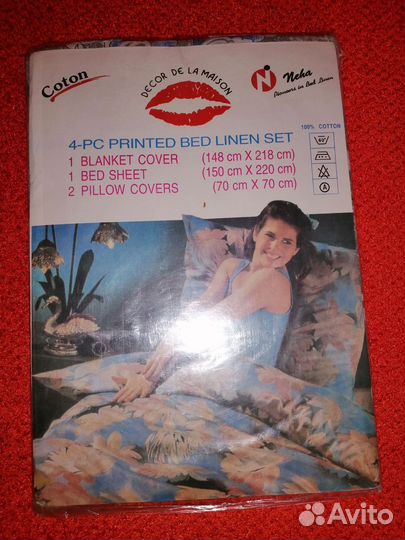 Coton
DECOR DE LA MAISON
N
Neha
Pioneers in Bed Linen
4-PC PRINTED BED LINEN SET
100% COTTON
1 BLANKET COVER (148 cm X 218 cm)
1 BED SHEET (150 cm X 220 cm)
2 PILLOW COVERS (70 cm X 70 cm)
60°
A
Avito